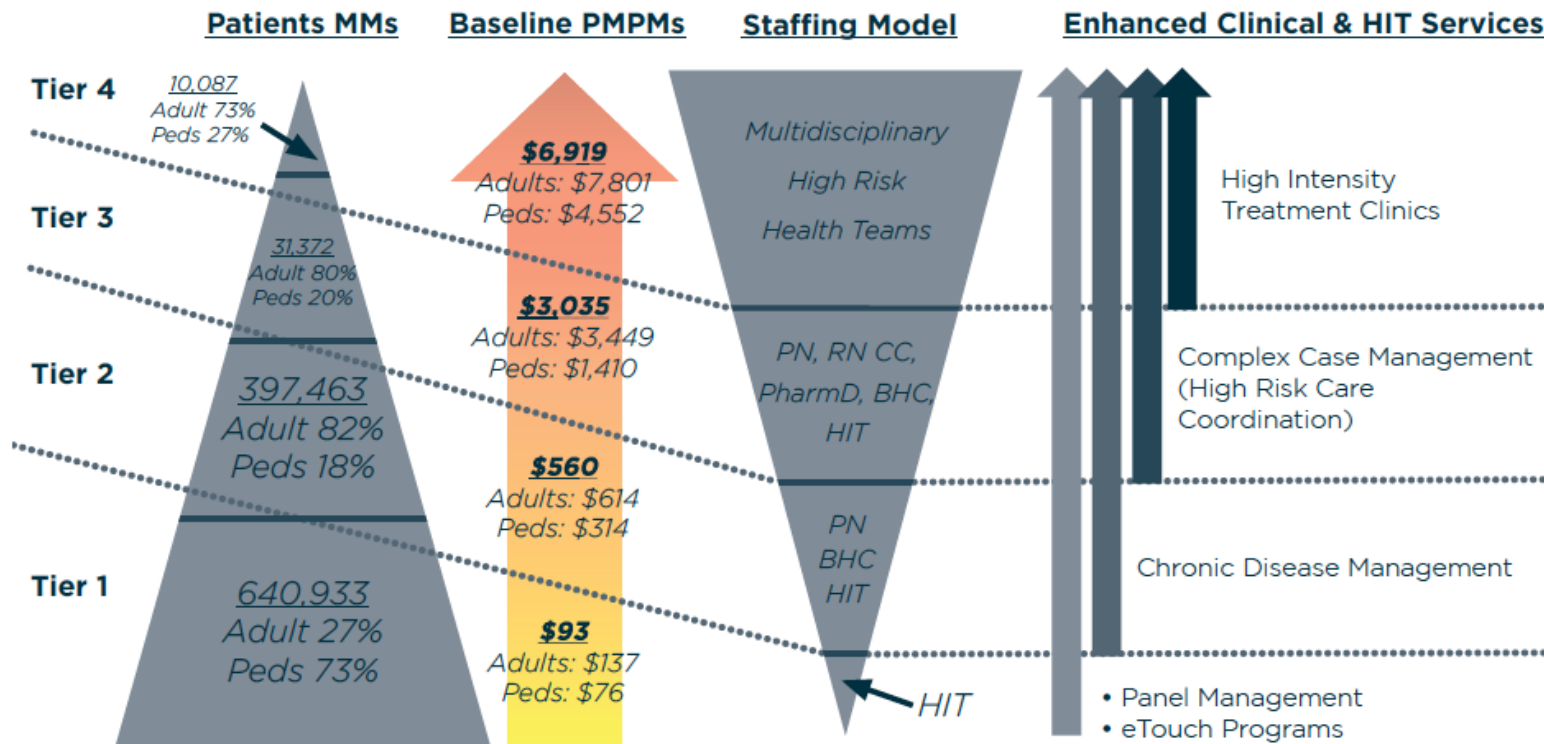 Patients MMs
Baseline PMPMs
Staffing Model
Enhanced Clinical & HIT Services
Tier 4
10,087
Adult 73%
Peds 27%
$6,919
Adults: $7,801
Peds: $4,552
Multidisciplinary
High Risk
Health Teams
High Intensity
Treatment Clinics
Tier 3
31,372
Adult 80%
Peds 20%
$3,035
Adults: $3,449
Peds: $1,410
PN, RN CC,
PharmD, BHC,
HIT
Complex Case Management
(High Risk Care
Coordination)
Tier 2
397,463
Adult 82%
Peds 18%
$560
Adults: $614
Peds: $314
PN
BHC
HIT
Chronic Disease Management
Tier 1
640,933
Adult 27%
Peds 73%
$93
Adults: $137
Peds: $76
HIT
• Panel Management
• eTouch Programs